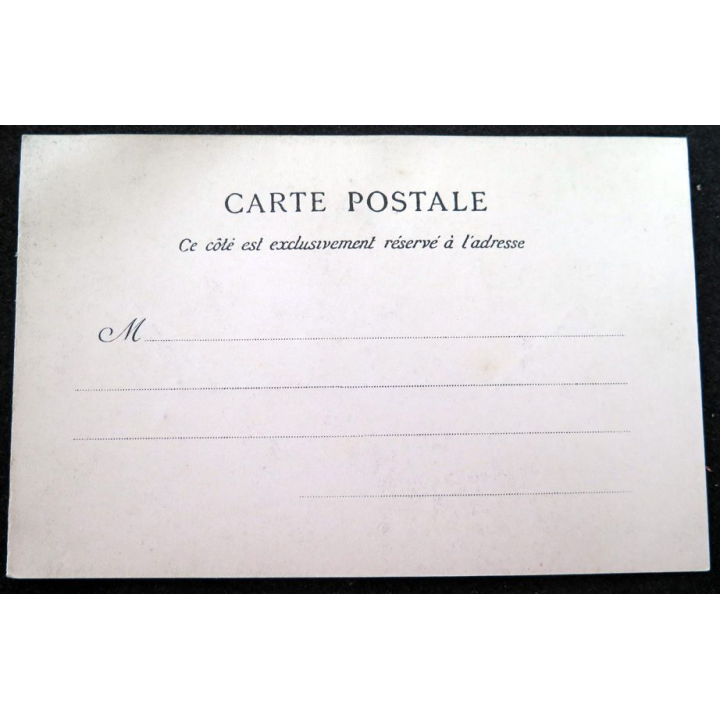 CARTE POSTALE
Ce côté est exclusivement réservé à l'adresse
M